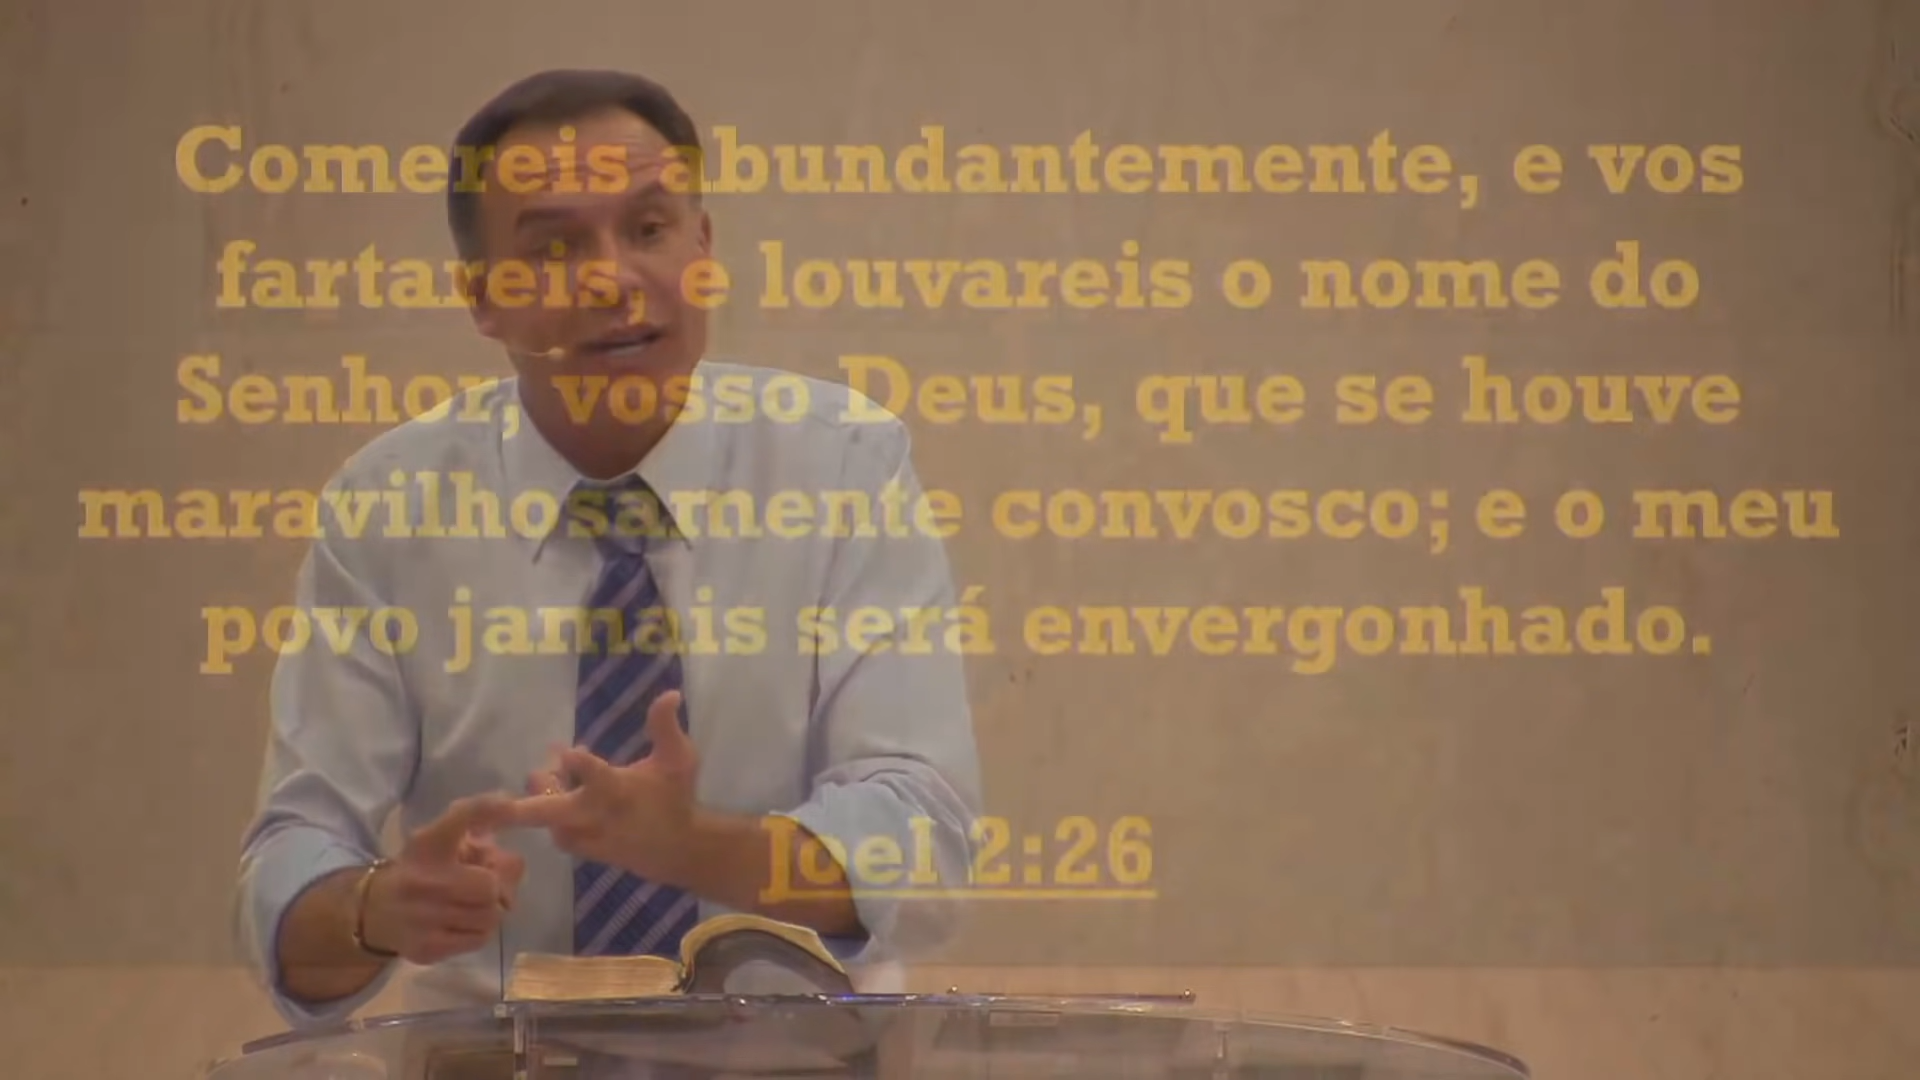 Comereis abundantemente, e vos
fartareis, e louvareis o nome do
Senhor, vosso Deus, que se houve
maravilhosamente convosco; e o meu
povo jamais será envergonhado.
Joel 2:26